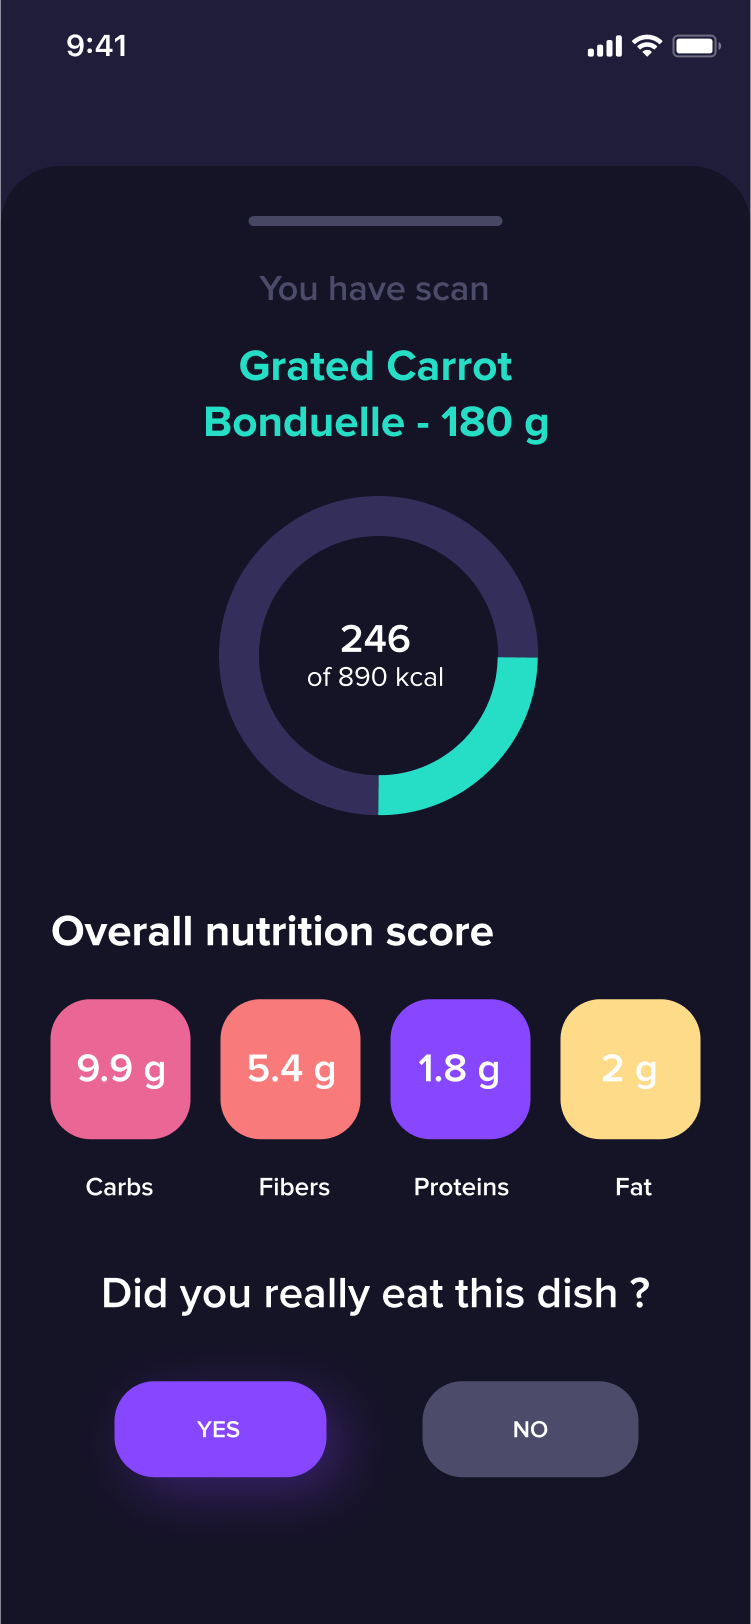 9:41
You have scan
Grated Carrot
Bonduelle - 180 g
246
of 890 kcal
Overall nutrition score
9.9 g
5.4 g
1.8 g
2 g
Carbs
Fibers
Proteins
Fat
Did you really eat this dish ?
YES
NO